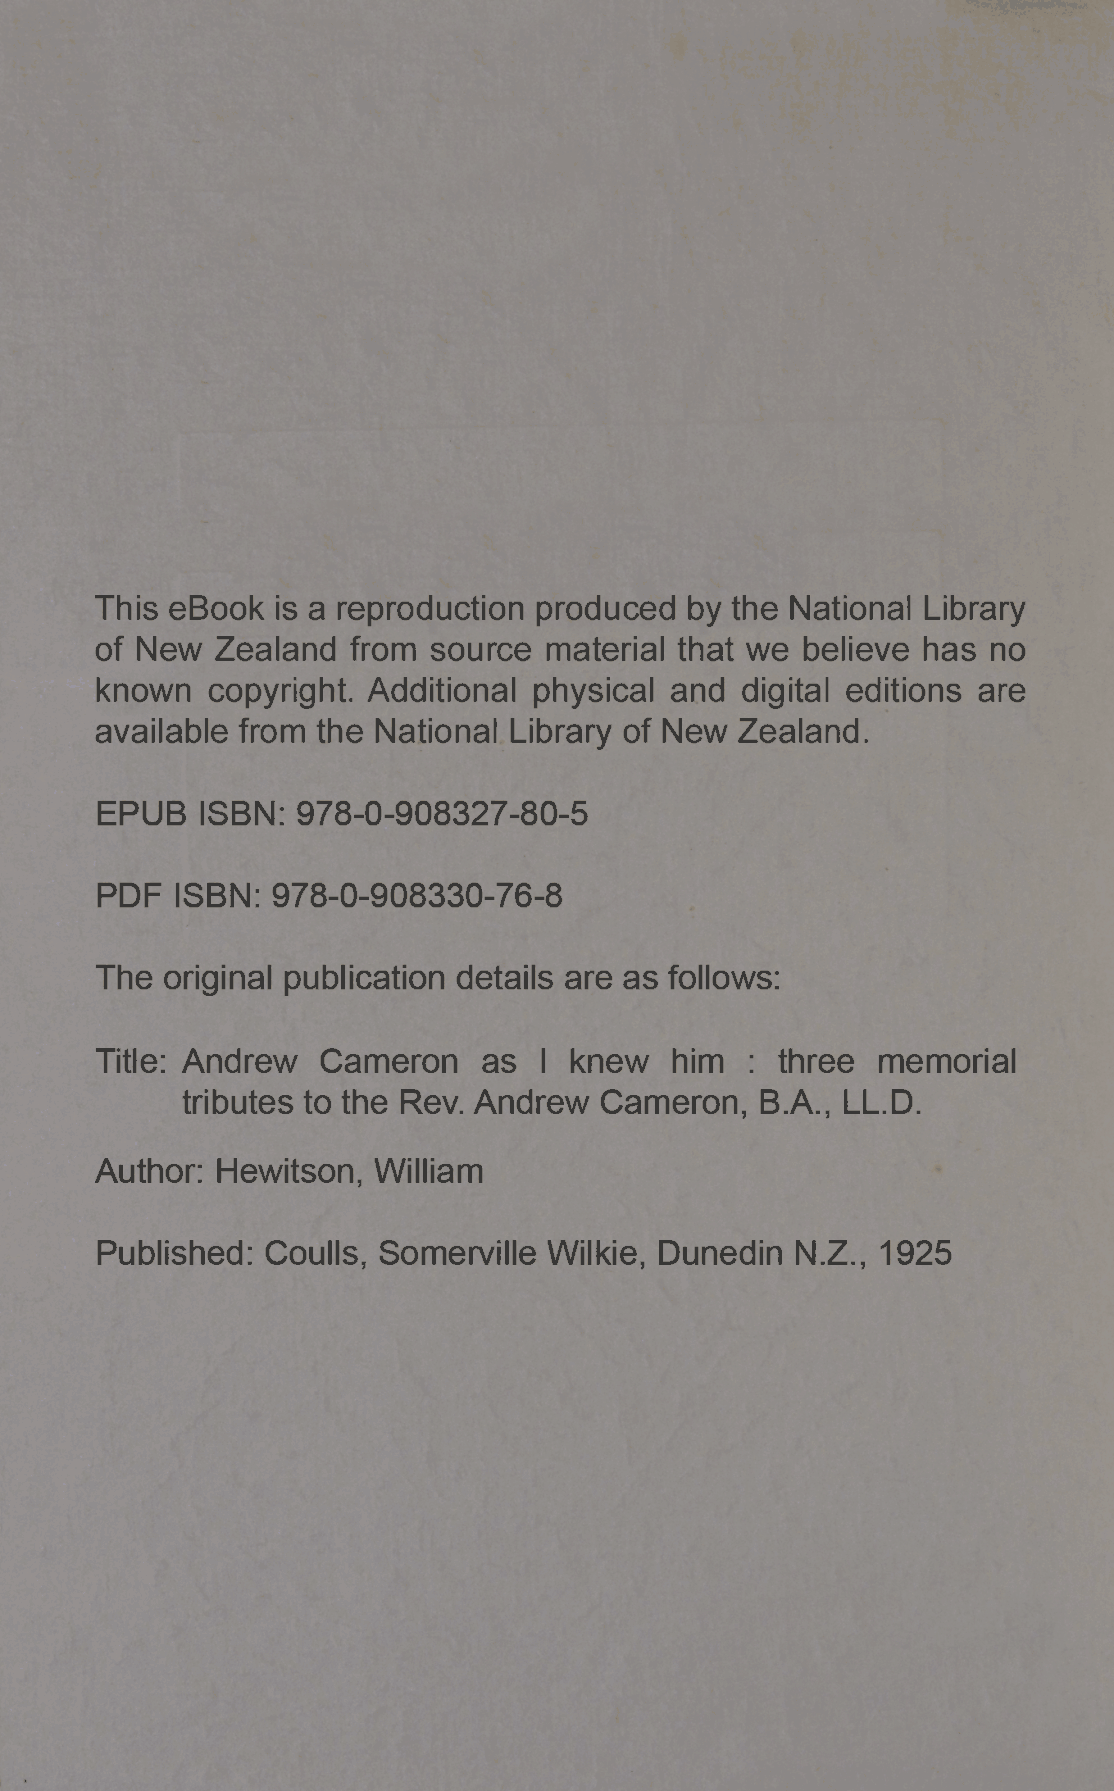 This eBook is a reproduction produced by the National Library
of New Zealand from source material that we believe has no
known copyright. Additional physical and digital editions are
available from the National Library of New Zealand.
EPUB ISBN: 978-0-908327-80-5
PDF ISBN: 978-0-908330-76-8
The original publication details are as follows:
Title: Andrew Cameron as I knew him : three memorial
tributes to the Rev. Andrew Cameron, B.A., LL.D.
Author: Hewitson, William
Published: Coulls, Somerville Wilkie, Dunedin N.Z., 1925